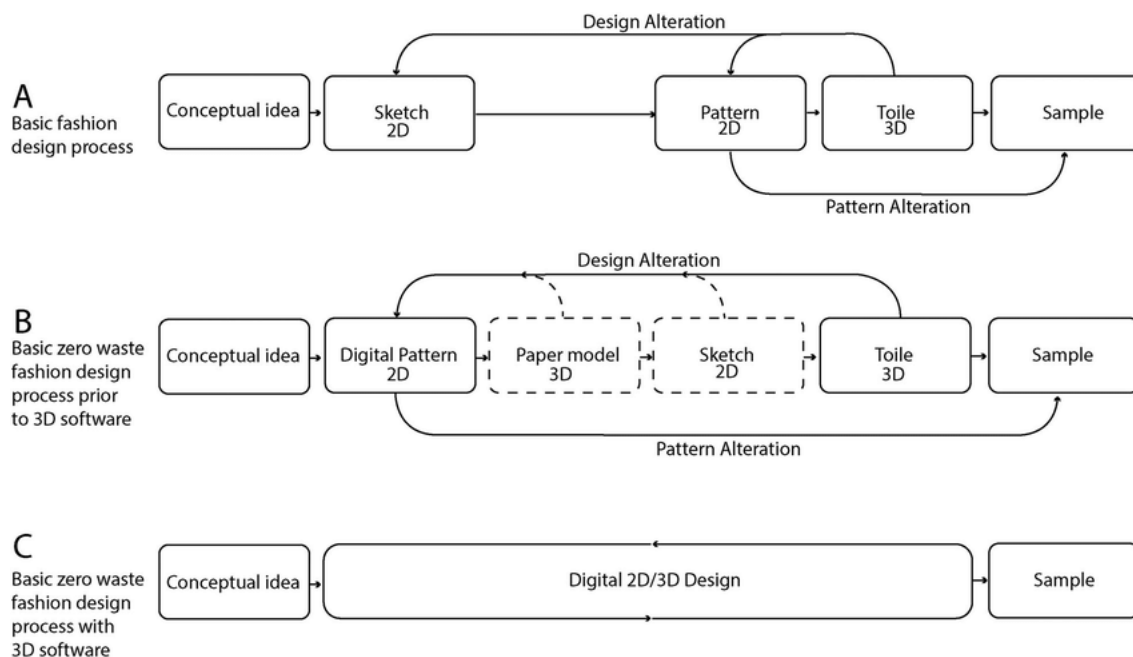 Design Alteration
A
Basic fashion
design process
Conceptual idea
Sketch
2D
Pattern
2D
Toile
3D
Sample
Pattern Alteration
Design Alteration
B
Basic zero waste
fashion design
process prior
to 3D software
Conceptual idea
Digital Pattern
2D
Paper model
3D
Sketch
2D
Toile
3D
Sample
Pattern Alteration
C
Basic zero waste
fashion design
process with
3D software
Conceptual idea
Digital 2D/3D Design
Sample